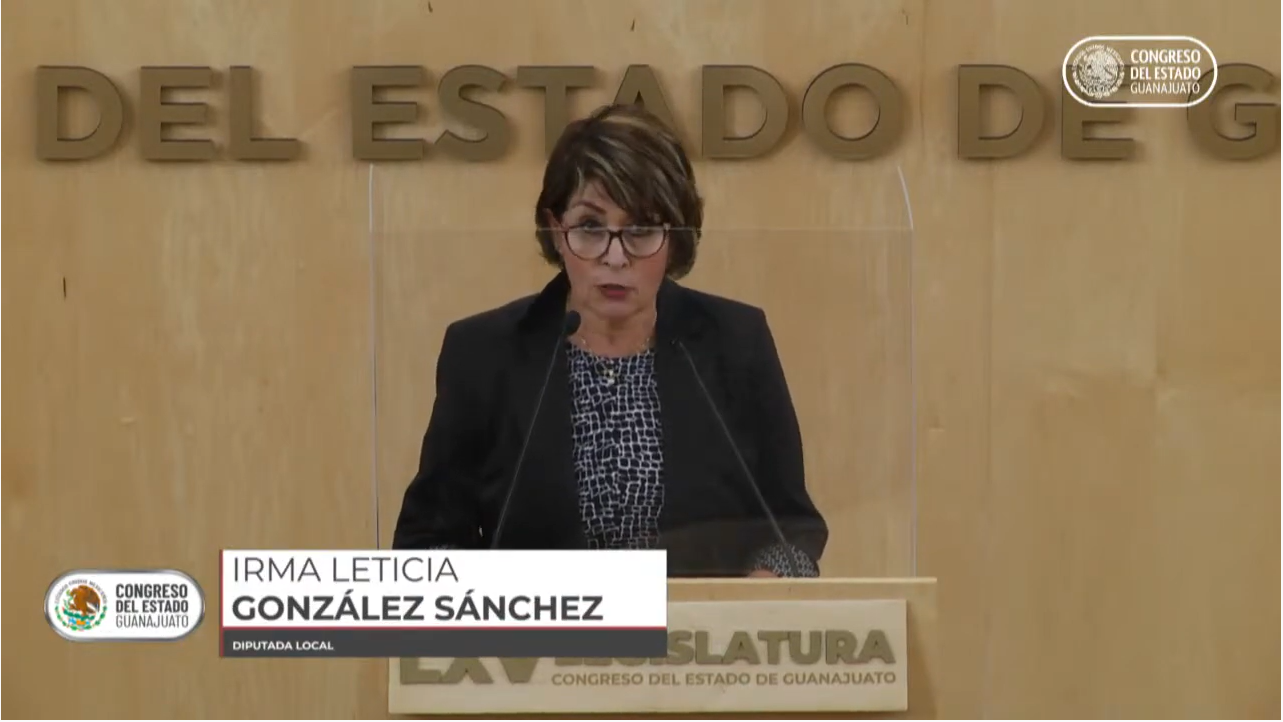 DEL ESTADO DE G
CONGRESO
DEL ESTADO
GUANAJUATO
IRMA LETICIA
GONZÁLEZ SÁNCHEZ
DIPUTADA LOCAL
CONGRESO
DEL ESTADO
GUANAJUATO
LXV LEGISLATURA
CONGRESO DEL ESTADO DE GUANAJUATO